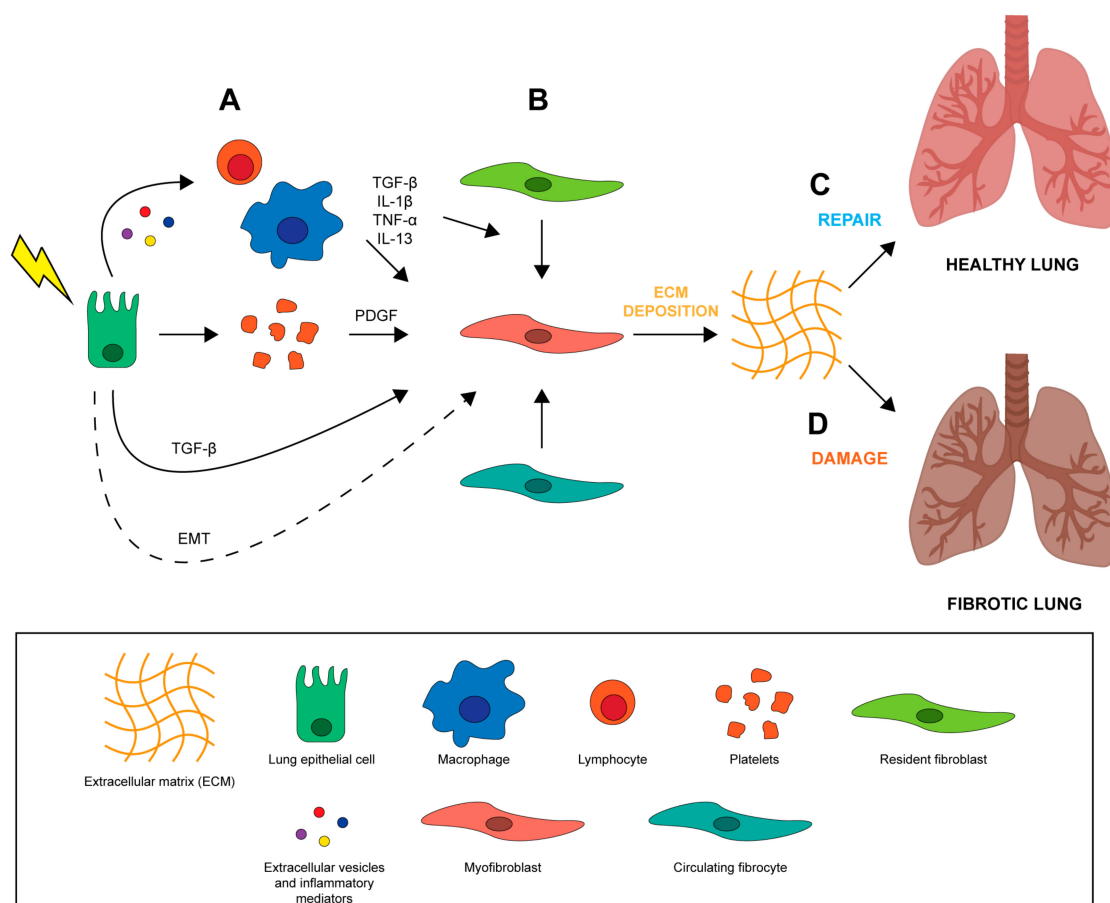 A
B
TGF-β
IL-1β
TNF-α
IL-13
C
REPAIR
HEALTHY LUNG
ECM
DEPOSITION
PDGF
TGF-β
EMT
D
DAMAGE
FIBROTIC LUNG
Extracellular matrix (ECM)
Lung epithelial cell
Macrophage
Lymphocyte
Platelets
Resident fibroblast
Extracellular vesicles
and inflammatory
mediators
Myofibroblast
Circulating fibrocyte